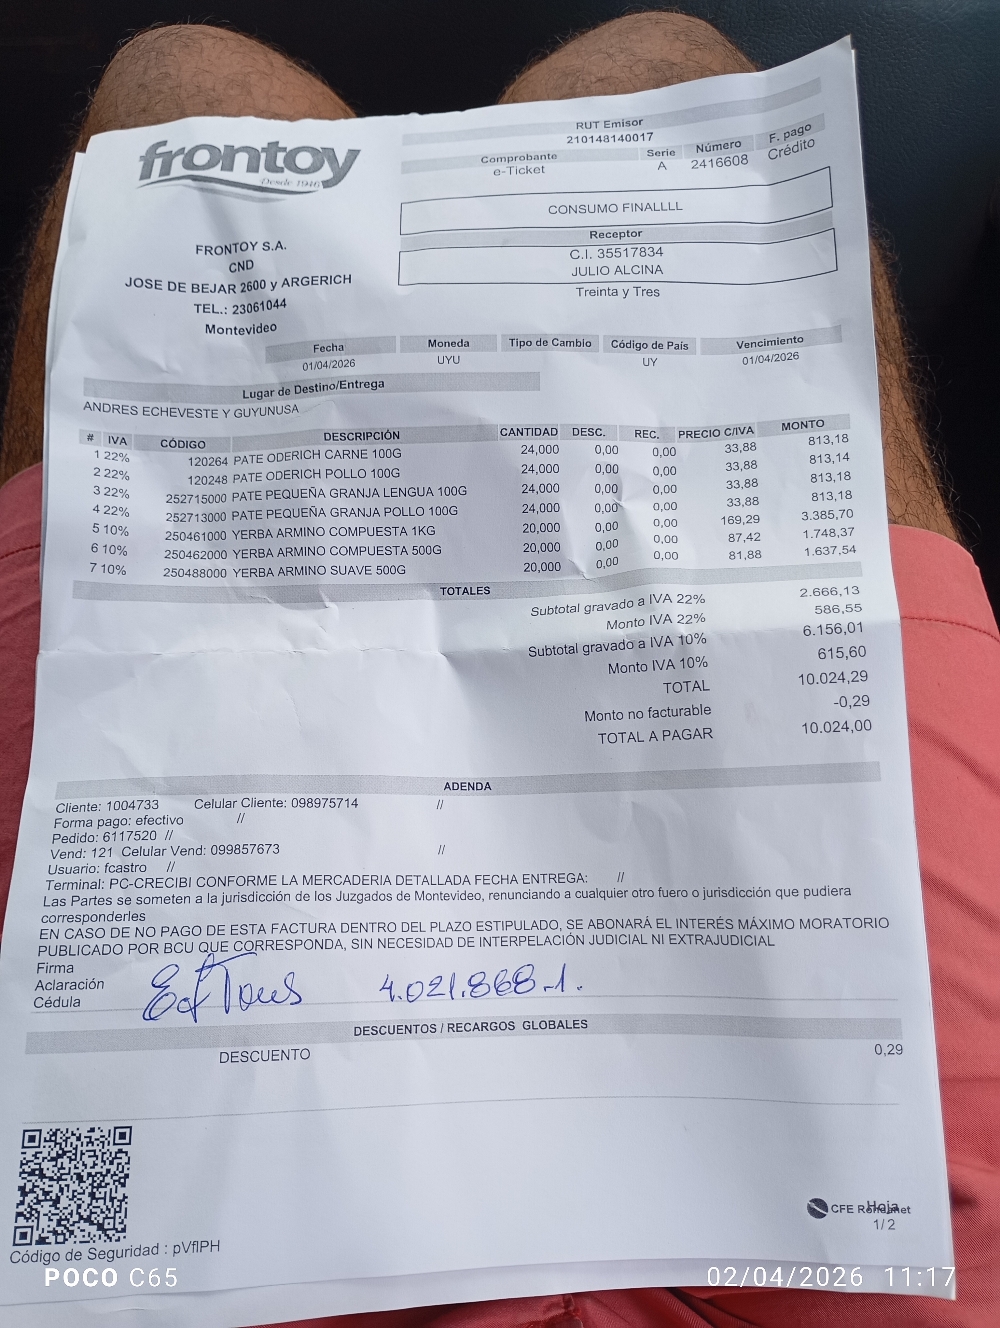 frontoy
Desde 1946
RUT Emisor
210148140017
Comprobante Serie Número F. pago
e-Ticket A 2416608 Crédito
CONSUMO FINALLLL
Receptor
C.I. 35517834
JULIO ALCINA
Treinta y Tres
FRONTOY S.A.
CND
JOSE DE BEJAR 2600 y ARGERICH
TEL.: 23061044
Montevideo
Fecha Moneda Tipo de Cambio Código de País Vencimiento
01/04/2026 UYU UY 01/04/2026
Lugar de Destino/Entrega
ANDRES ECHEVESTE Y GUYUNUSA
# IVA CÓDIGO DESCRIPCIÓN CANTIDAD DESC. REC. PRECIO C/IVA MONTO
1 22% 120264 PATE ODERICH CARNE 100G 24,000 0,00 0,00 33,88 813,18
2 22% 120248 PATE ODERICH POLLO 100G 24,000 0,00 0,00 33,88 813,14
3 22% 252715000 PATE PEQUEÑA GRANJA LENGUA 100G 24,000 0,00 0,00 33,88 813,18
4 22% 252713000 PATE PEQUEÑA GRANJA POLLO 100G 24,000 0,00 0,00 33,88 813,18
5 10% 250461000 YERBA ARMINO COMPUESTA 1KG 20,000 0,00 0,00 169,29 3.385,70
6 10% 250462000 YERBA ARMINO COMPUESTA 500G 20,000 0,00 0,00 87,42 1.748,37
7 10% 250488000 YERBA ARMINO SUAVE 500G 20,000 0,00 0,00 81,88 1.637,54
TOTALES
Subtotal gravado a IVA 22% 2.666,13
Monto IVA 22% 586,55
Subtotal gravado a IVA 10% 6.156,01
Monto IVA 10% 615,60
TOTAL 10.024,29
Monto no facturable -0,29
TOTAL A PAGAR 10.024,00
ADENDA
Cliente: 1004733 Celular Cliente: 098975714 //
Forma pago: efectivo //
Pedido: 6117520 //
Vend: 121 Celular Vend: 099857673 //
Usuario: fcastro //
Terminal: PC-CRECIBI CONFORME LA MERCADERIA DETALLADA FECHA ENTREGA: //
Las Partes se someten a la jurisdicción de los Juzgados de Montevideo, renunciando a cualquier otro fuero o jurisdicción que pudiera
corresponderles
EN CASO DE NO PAGO DE ESTA FACTURA DENTRO DEL PLAZO ESTIPULADO, SE ABONARÁ EL INTERÉS MÁXIMO MORATORIO
PUBLICADO POR BCU QUE CORRESPONDA, SIN NECESIDAD DE INTERPELACIÓN JUDICIAL NI EXTRAJUDICIAL
Firma
Aclaración 4.021.868-1.
Cédula
DESCUENTOS / RECARGOS GLOBALES
DESCUENTO 0,29
CFE Rondanet
Hoja
1/2
Código de Seguridad : pVflPH
POCO C65 02/04/2026 11:17